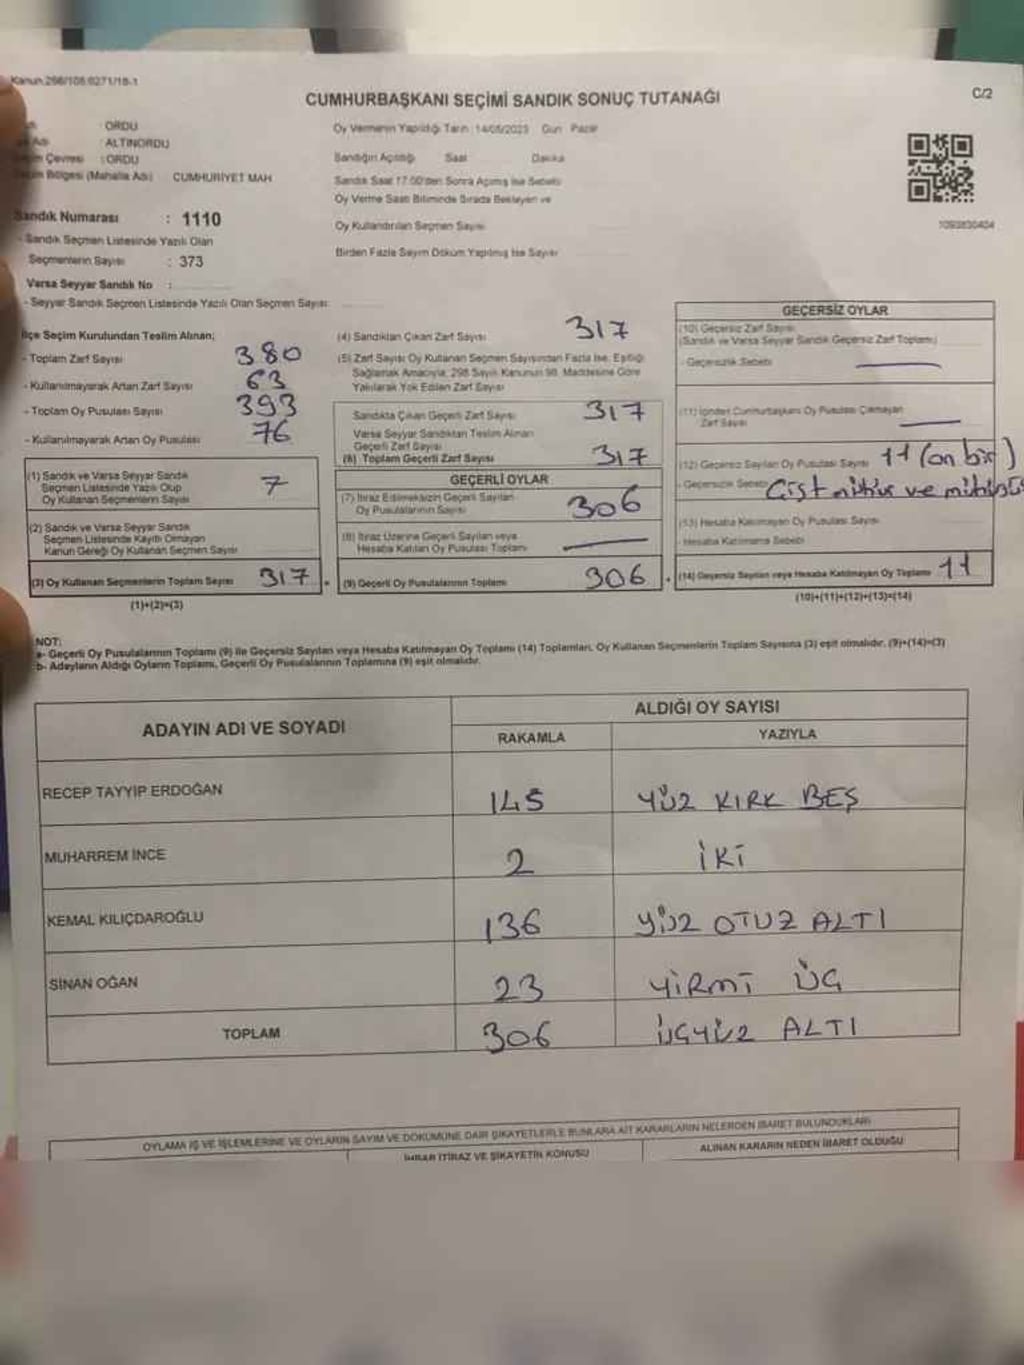 Kanun 298/108 6271/18-1
CUMHURBAŞKANI SEÇİMİ SANDIK SONUÇ TUTANAĞI
C/2
: ORDU
Adı : ALTINORDU
Çevresi : ORDU
Bölgesi (Mahalle Adı) CUMHURİYET MAH
Sandık Numarası : 1110
- Sandık Seçmen Listesinde Yazılı Olan
Seçmenlerin Sayısı : 373
Varsa Seyyar Sandık No :
- Seyyar Sandık Seçmen Listesinde Yazılı Olan Seçmen Sayısı
Oy Vermenin Yapıldığı Tarih : 14/05/2023 Gün Pazar
Sandığın Açıldığı Saat Dakika
Sandık Saat 17:00'den Sonra Açılmış İse Sebebi
Oy Verme Saati Bitiminde Sırada Bekleyen ve
Oy Kullandırılan Seçmen Sayısı
Birden Fazla Sayım Döküm Yapılmış İse Sayısı
1093830404
İlçe Seçim Kurulundan Teslim Alınan;
- Toplam Zarf Sayısı 380
- Kullanılmayarak Artan Zarf Sayısı 63
- Toplam Oy Pusulası Sayısı 393
- Kullanılmayarak Artan Oy Pusulası 76
(1) Sandık ve Varsa Seyyar Sandık
Seçmen Listesinde Yazılı Olup
Oy Kullanan Seçmenlerin Sayısı 7
(2) Sandık ve Varsa Seyyar Sandık
Seçmen Listesinde Kayıtlı Olmayan
Kanun Gereği Oy Kullanan Seçmen Sayısı
(3) Oy Kullanan Seçmenlerin Toplam Sayısı 317
(1)+(2)=(3)
(4) Sandıktan Çıkan Zarf Sayısı 317
(5) Zarf Sayısı Oy Kullanan Seçmen Sayısından Fazla İse, Eşitliği
Sağlamak Amacıyla, 298 Sayılı Kanunun 98. Maddesine Göre
Yakılarak Yok Edilen Zarf Sayısı
Sandıkta Çıkan Geçerli Zarf Sayısı 317
Varsa Seyyar Sandıktan Teslim Alınan
Geçerli Zarf Sayısı
(6) Toplam Geçerli Zarf Sayısı 317
GEÇERLİ OYLAR
(7) İtiraz Edilmeksizin Geçerli Sayılan
Oy Pusulalarının Sayısı 306
(8) İtiraz Üzerine Geçerli Sayılan veya
Hesaba Katılan Oy Pusulası Toplamı —
(9) Geçerli Oy Pusulalarının Toplamı 306
GEÇERSİZ OYLAR
(10) Geçersiz Zarf Sayısı
(Sandık ve Varsa Seyyar Sandık Geçersiz Zarf Toplamı)
- Geçersizlik Sebebi —
(11) İçinden Cumhurbaşkanı Oy Pusulası Çıkmayan
Zarf Sayısı —
(12) Geçersiz Sayılan Oy Pusulası Sayısı 11 (on bir)
- Geçersizlik Sebebi
(13) Hesaba Katılmayan Oy Pusulası Sayısı
- Hesaba Katılmama Sebebi
(14) Geçersiz Sayılan veya Hesaba Katılmayan Oy Toplamı 11
(10)+(11)+(12)+(13)=(14)
NOT:
a- Geçerli Oy Pusulalarının Toplamı (9) ile Geçersiz Sayılan veya Hesaba Katılmayan Oy Toplamı (14) Toplamları, Oy Kullanan Seçmenlerin Toplam Sayısına (3) eşit olmalıdır. (9)+(14)=(3)
b- Adayların Aldığı Oyların Toplamı, Geçerli Oy Pusulalarının Toplamına (9) eşit olmalıdır.
ADAYIN ADI VE SOYADI
ALDIĞI OY SAYISI
RAKAMLA YAZIYLA
RECEP TAYYİP ERDOĞAN 145 YÜZ KIRK BEŞ
MUHARREM İNCE 2 İKİ
KEMAL KILIÇDAROĞLU 136 YÜZ OTUZ ALTI
SİNAN OĞAN 23 YİRMİ ÜÇ
TOPLAM 306 ÜÇYÜZ ALTI
OYLAMA İŞ VE İŞLEMLERİNE VE OYLARIN SAYIM VE DÖKÜMÜNE DAİR ŞİKAYETLERLE BUNLARA AİT KARARLARIN NELERDEN İBARET BULUNDUKLARI
İTİRAZ VE ŞİKAYETİN KONUSU
ALINAN KARARIN NEDEN İBARET OLDUĞU